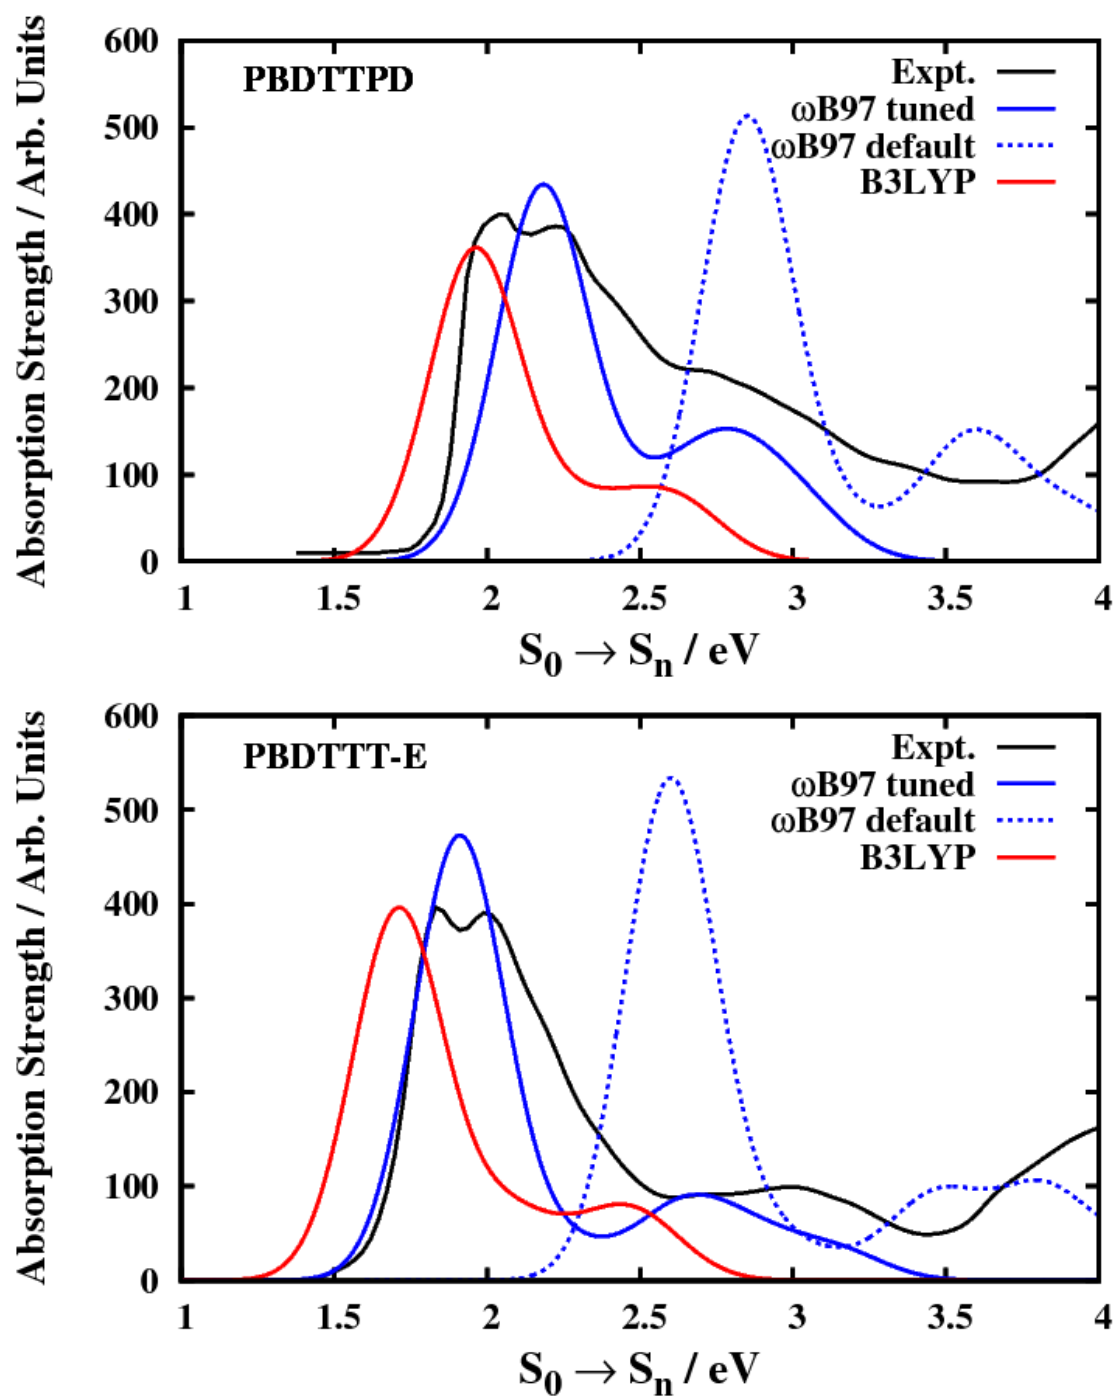 Absorption Strength / Arb. Units
600
500
400
300
200
100
0
PBDTTPD
Expt.
ωB97 tuned
ωB97 default
B3LYP
1 1.5 2 2.5 3 3.5 4
S₀ → Sₙ / eV
Absorption Strength / Arb. Units
600
500
400
300
200
100
0
PBDTTT-E
Expt.
ωB97 tuned
ωB97 default
B3LYP
1 1.5 2 2.5 3 3.5 4
S₀ → Sₙ / eV